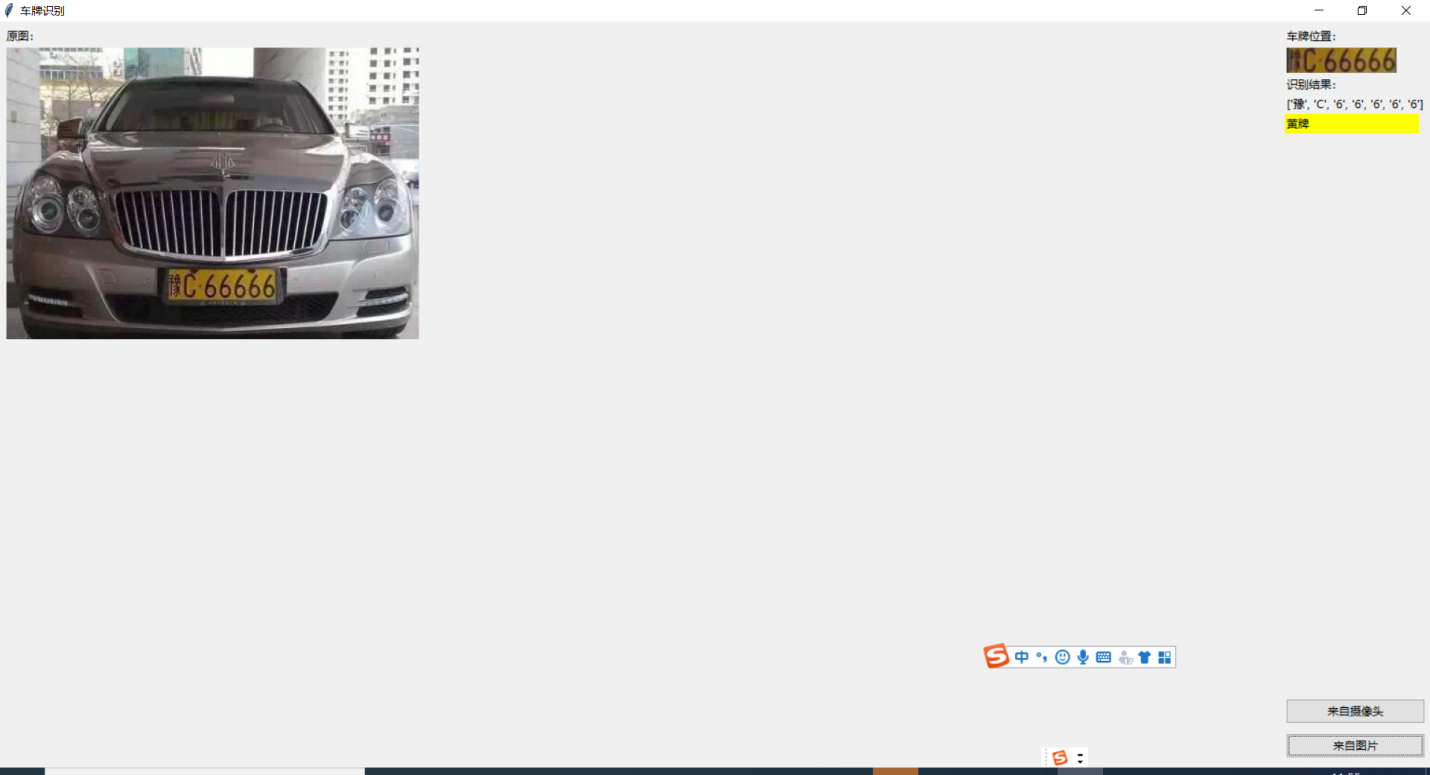 车牌识别
原图:
豫C·66666
车牌位置:
豫C·66666
识别结果:
['豫', 'C', '6', '6', '6', '6', '6']
黄牌
中
来自摄像头
来自图片